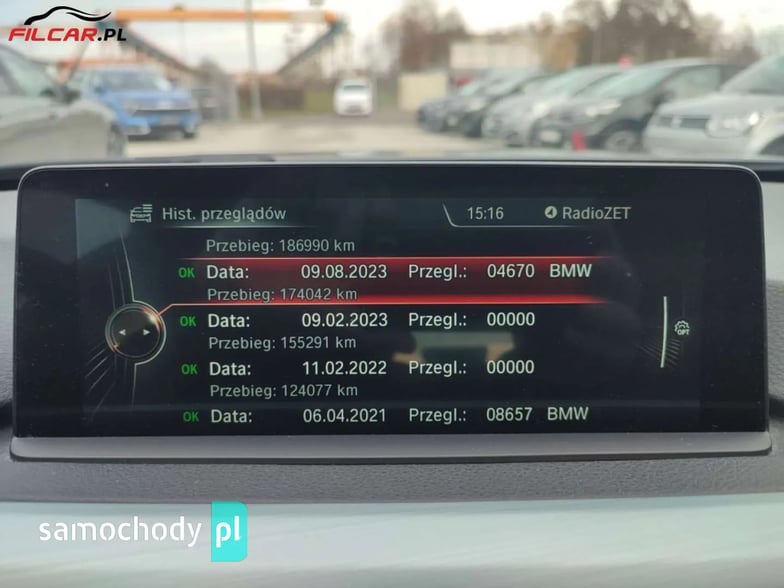 FILCAR.PL
Hist. przeglądów 15:16 RadioZET
Przebieg: 186990 km
OK Data: 09.08.2023 Przegl.: 04670 BMW
Przebieg: 174042 km
OK Data: 09.02.2023 Przegl.: 00000
Przebieg: 155291 km
OK Data: 11.02.2022 Przegl.: 00000
Przebieg: 124077 km
OK Data: 06.04.2021 Przegl.: 08657 BMW
OPT
samochody pl